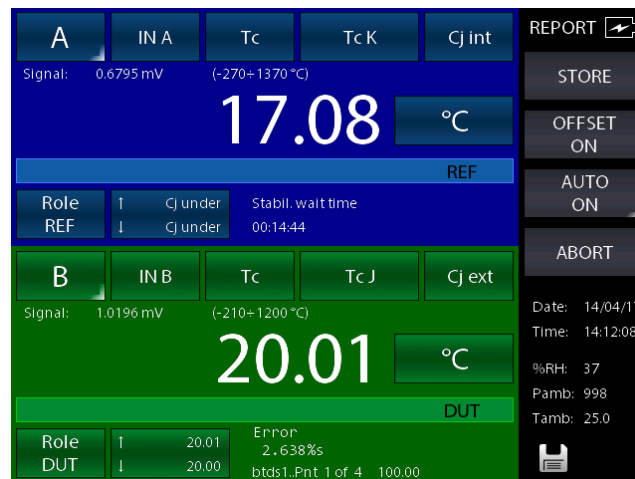 A IN A Tc Tc K Cj int
Signal: 0.6795 mV (-270÷1370 °C)
17.08 °C
REF
Role REF
↑ Cj under
↓ Cj under
Stabil. wait time
00:14:44
B IN B Tc Tc J Cj ext
Signal: 1.0196 mV (-210÷1200 °C)
20.01 °C
DUT
Role DUT
↑ 20.01
↓ 20.00
Error
2.638%s
btds1..Pnt 1 of 4 100.00
REPORT
STORE
OFFSET
ON
AUTO
ON
ABORT
Date: 14/04/1
Time: 14:12:08
%RH: 37
Pamb: 998
Tamb: 25.0